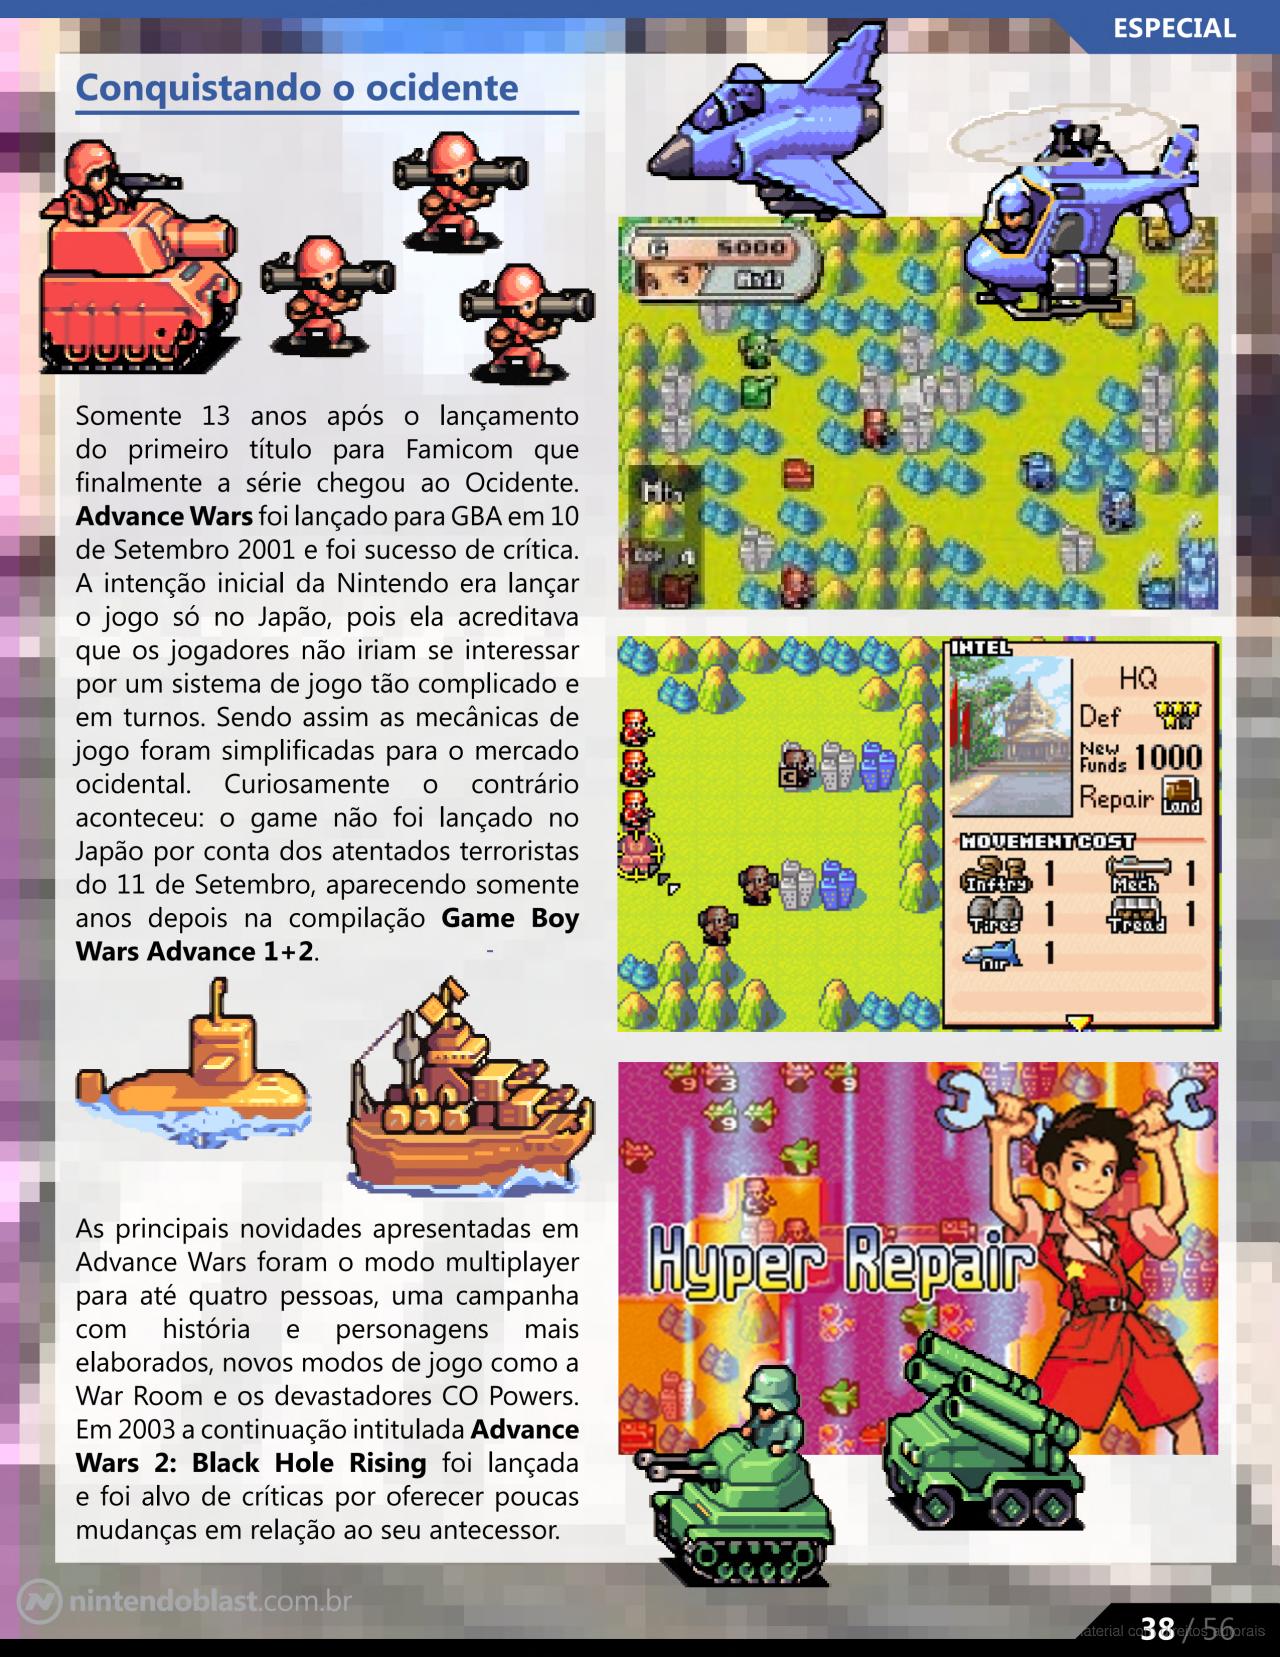 ESPECIAL
Conquistando o ocidente
Somente 13 anos após o lançamento
do primeiro título para Famicom que
finalmente a série chegou ao Ocidente.
Advance Wars foi lançado para GBA em 10
de Setembro 2001 e foi sucesso de crítica.
A intenção inicial da Nintendo era lançar
o jogo só no Japão, pois ela acreditava
que os jogadores não iriam se interessar
por um sistema de jogo tão complicado e
em turnos. Sendo assim as mecânicas de
jogo foram simplificadas para o mercado
ocidental. Curiosamente o contrário
aconteceu: o game não foi lançado no
Japão por conta dos atentados terroristas
do 11 de Setembro, aparecendo somente
anos depois na compilação Game Boy
Wars Advance 1+2.
As principais novidades apresentadas em
Advance Wars foram o modo multiplayer
para até quatro pessoas, uma campanha
com história e personagens mais
elaborados, novos modos de jogo como a
War Room e os devastadores CO Powers.
Em 2003 a continuação intitulada Advance
Wars 2: Black Hole Rising foi lançada
e foi alvo de críticas por oferecer poucas
mudanças em relação ao seu antecessor.
G 5000
Andi
INTEL
HQ
Def
New Funds 1000
Repair Land
MOVEMENT COST
Inftry 1 Mech 1
Tires 1 Tread 1
Air 1
C
9 3 9
9
Hyper Repair
nintendoblast.com.br
38 / 56